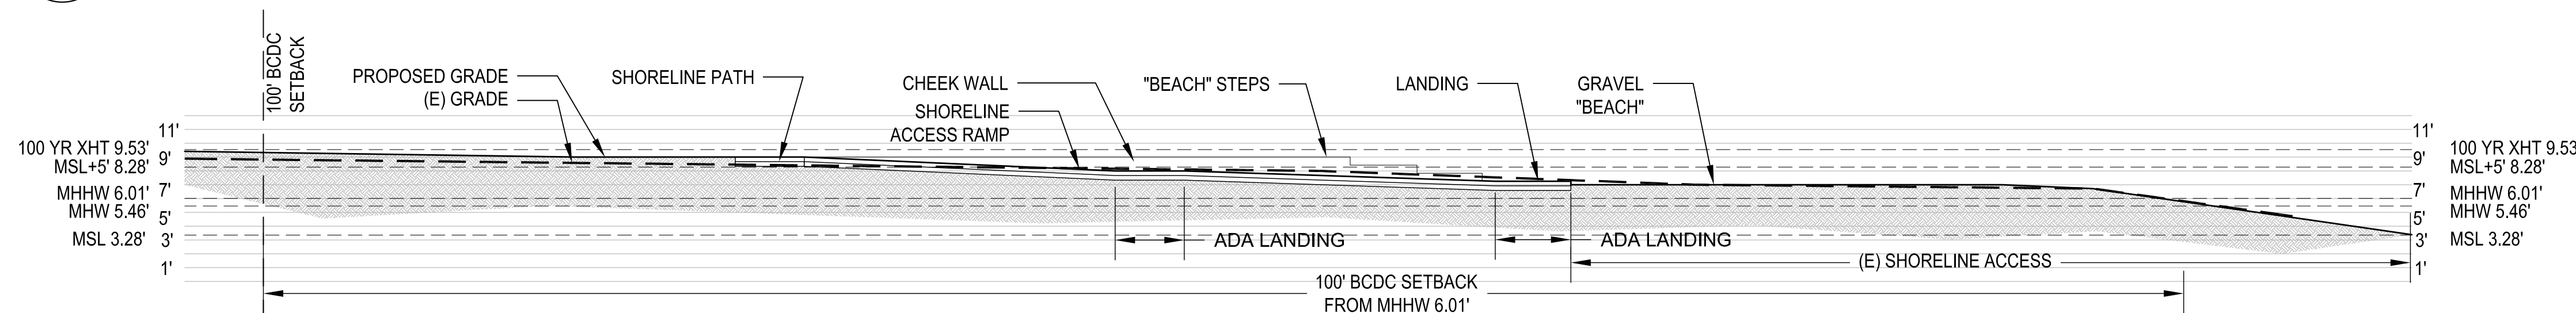 100' BCDC
SETBACK
PROPOSED GRADE
(E) GRADE
SHORELINE PATH
CHEEK WALL
SHORELINE
ACCESS RAMP
"BEACH" STEPS
LANDING
GRAVEL
"BEACH"
11'
100 YR XHT 9.53'
9'
MSL+5' 8.28'
7'
MHHW 6.01'
MHW 5.46'
5'
MSL 3.28'
3'
1'
ADA LANDING
ADA LANDING
(E) SHORELINE ACCESS
100' BCDC SETBACK
FROM MHHW 6.01'
11'
100 YR XHT 9.53
9'
MSL+5' 8.28'
7'
MHHW 6.01'
MHW 5.46'
5'
3'
MSL 3.28'
1'